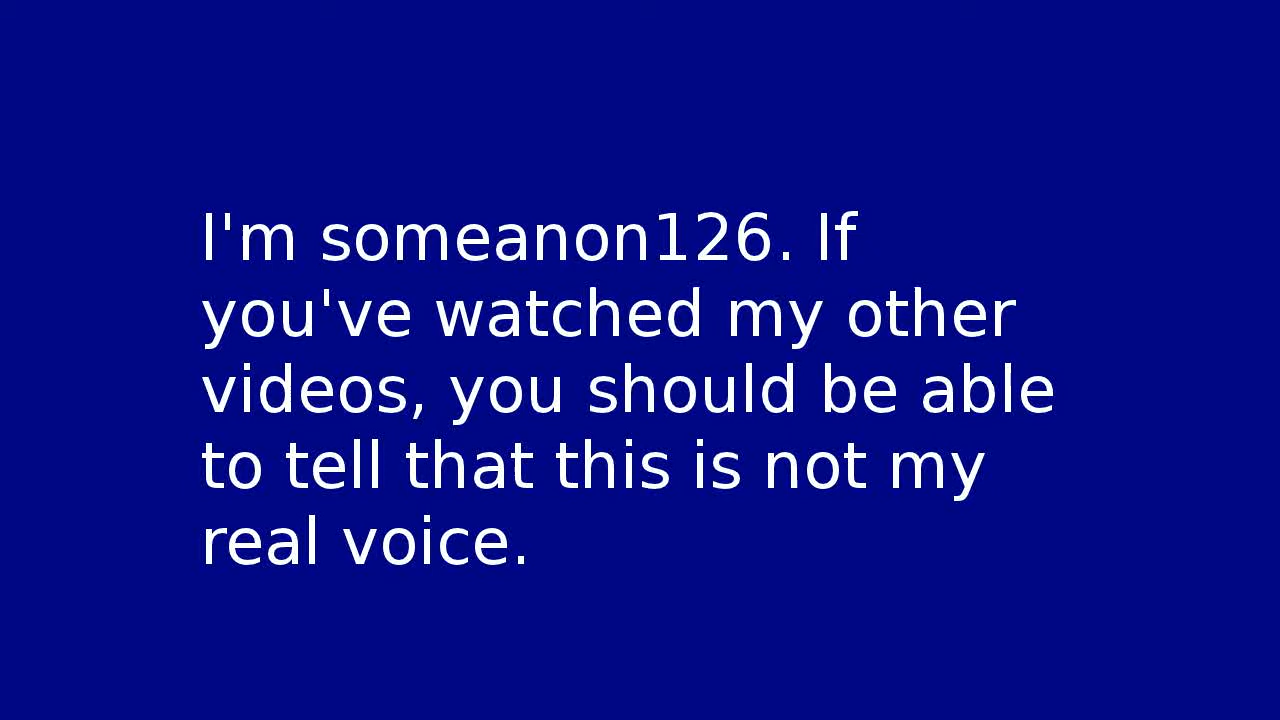 I'm someanon126. If
you've watched my other
videos, you should be able
to tell that this is not my
real voice.